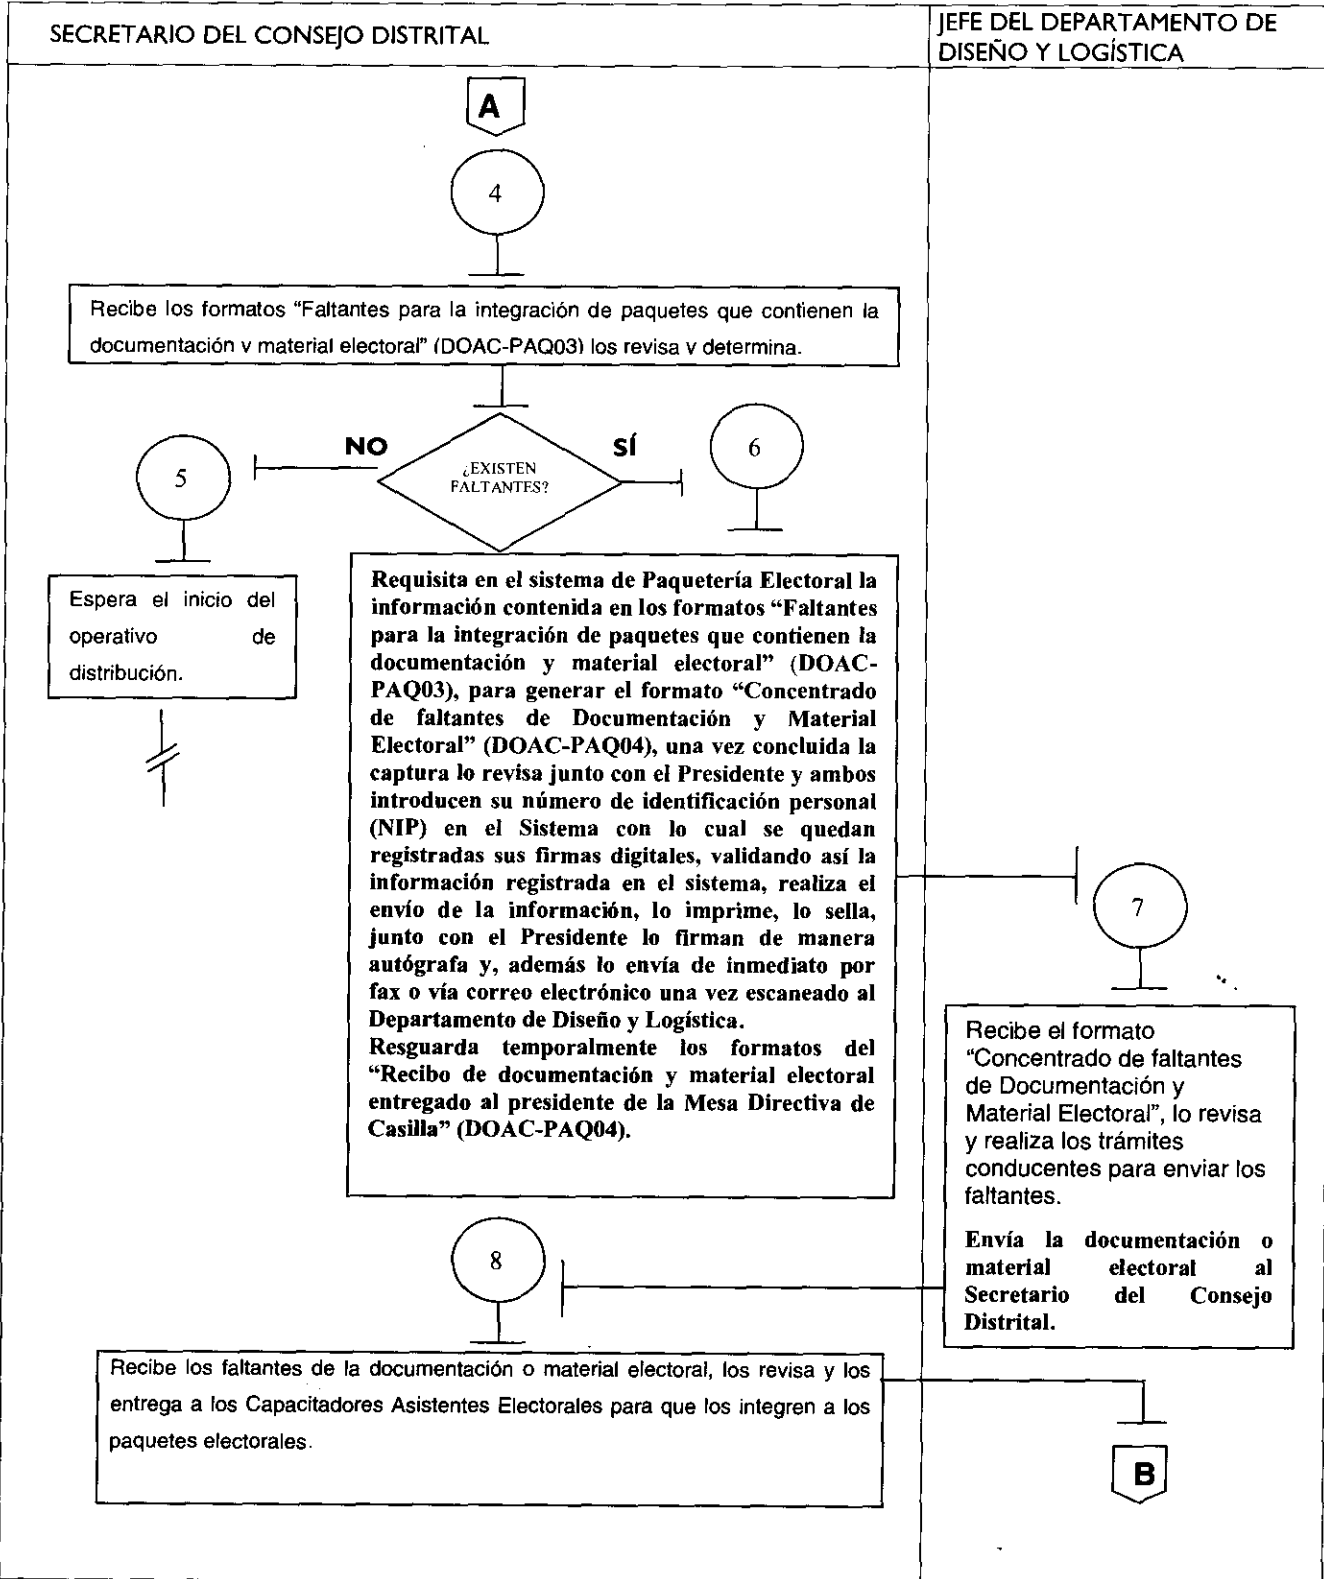 SECRETARIO DEL CONSEJO DISTRITAL
JEFE DEL DEPARTAMENTO DE
DISEÑO Y LOGÍSTICA
A
4
Recibe los formatos “Faltantes para la integración de paquetes que contienen la
documentación y material electoral” (DOAC-PAQ03) los revisa y determina.
NO
¿EXISTEN
FALTANTES?
SÍ
5
6
Espera el inicio del
operativo de
distribución.
Requisita en el sistema de Paquetería Electoral la
información contenida en los formatos “Faltantes
para la integración de paquetes que contienen la
documentación y material electoral” (DOAC-
PAQ03), para generar el formato “Concentrado
de faltantes de Documentación y Material
Electoral” (DOAC-PAQ04), una vez concluida la
captura lo revisa junto con el Presidente y ambos
introducen su número de identificación personal
(NIP) en el Sistema con lo cual se quedan
registradas sus firmas digitales, validando así la
información registrada en el sistema, realiza el
envío de la información, lo imprime, lo sella,
junto con el Presidente lo firman de manera
autógrafa y, además lo envía de inmediato por
fax o vía correo electrónico una vez escaneado al
Departamento de Diseño y Logística.
Resguarda temporalmente los formatos del
“Recibo de documentación y material electoral
entregado al presidente de la Mesa Directiva de
Casilla” (DOAC-PAQ04).
7
Recibe el formato
“Concentrado de faltantes
de Documentación y
Material Electoral”, lo revisa
y realiza los trámites
conducentes para enviar los
faltantes.
Envía la documentación o
material electoral al
Secretario del Consejo
Distrital.
8
Recibe los faltantes de la documentación o material electoral, los revisa y los
entrega a los Capacitadores Asistentes Electorales para que los integren a los
paquetes electorales.
B